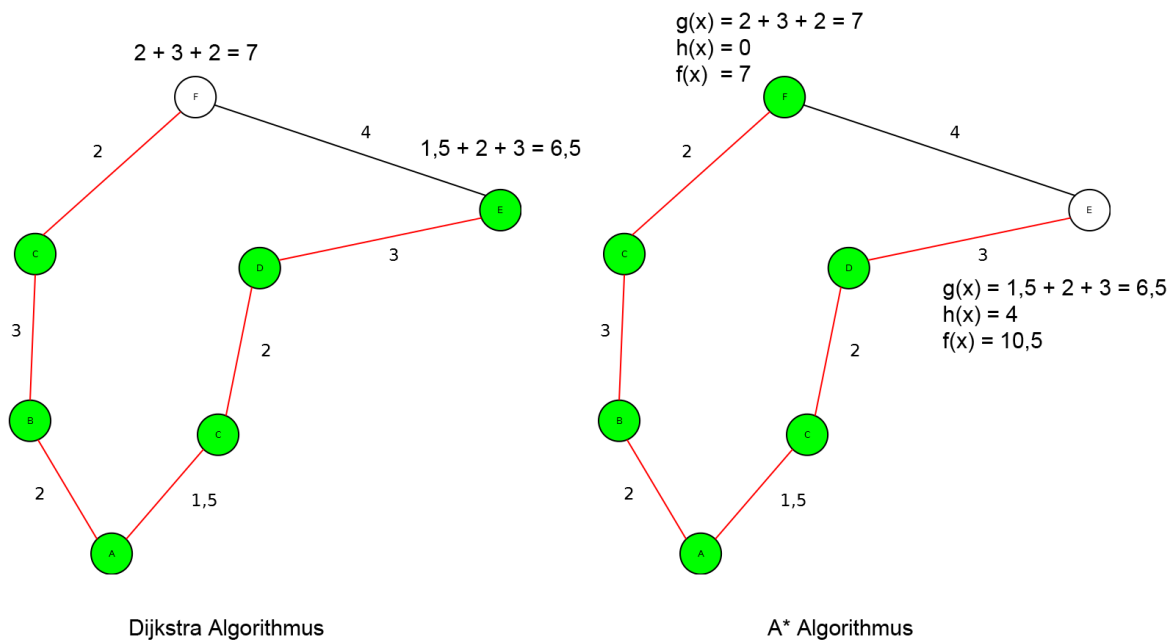 2 + 3 + 2 = 7
F
4
1,5 + 2 + 3 = 6,5
2
E
C
D
3
3
2
B
C
2
1,5
A
Dijkstra Algorithmus
g(x) = 2 + 3 + 2 = 7
h(x) = 0
f(x) = 7
F
4
2
E
C
D
3
g(x) = 1,5 + 2 + 3 = 6,5
h(x) = 4
f(x) = 10,5
3
2
B
C
2
1,5
A
A* Algorithmus